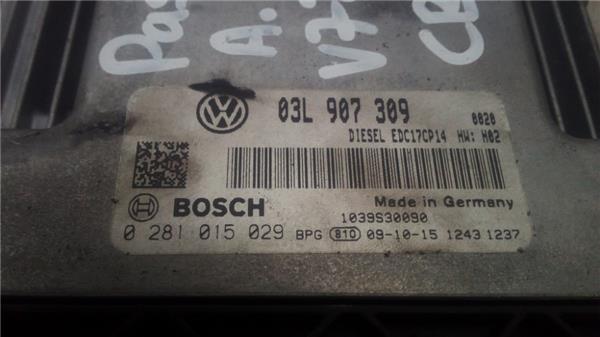 A.
03L 907 309
0820
DIESEL EDC17CP14 HW: H02
BOSCH
Made in Germany
1039S30090
0 281 015 029 BPG 810 09-10-15 1243 1237